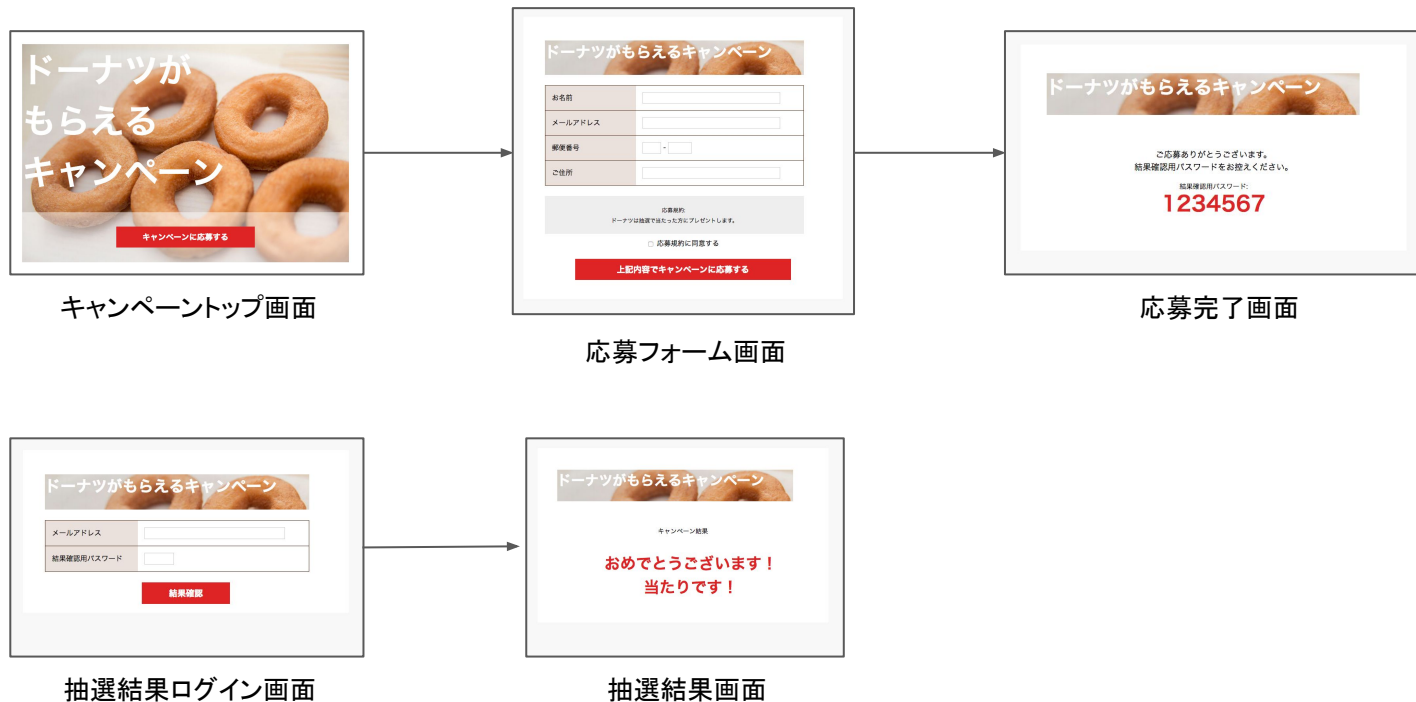 ドーナツが
もらえる
キャンペーン
キャンペーンに応募する
キャンペーントップ画面
ドーナツがもらえるキャンペーン
お名前
メールアドレス
郵便番号
-
ご住所
応募規約:
ドーナツは抽選で当たった方にプレゼントします。
応募規約に同意する
上記内容でキャンペーンに応募する
応募フォーム画面
ドーナツがもらえるキャンペーン
ご応募ありがとうございます。
結果確認用パスワードをお控えください。
結果確認用パスワード:
1234567
応募完了画面
ドーナツがもらえるキャンペーン
メールアドレス
結果確認用パスワード
結果確認
抽選結果ログイン画面
ドーナツがもらえるキャンペーン
キャンペーン結果
おめでとうございます！
当たりです！
抽選結果画面